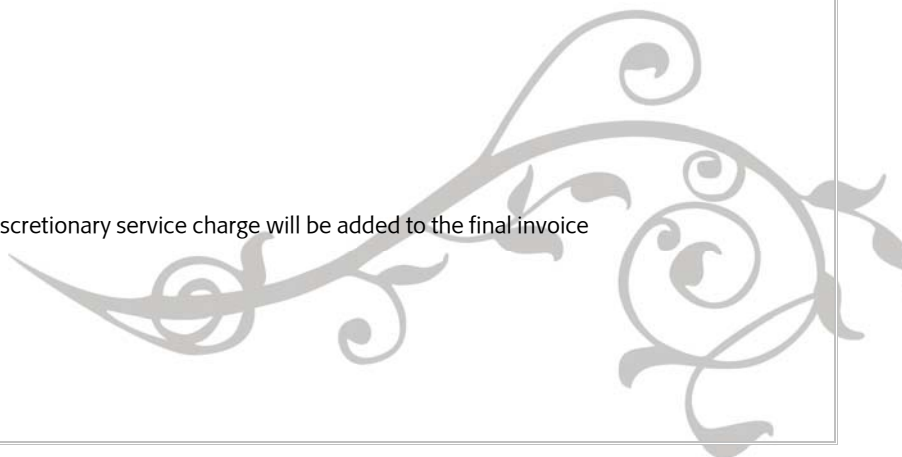 scretionary service charge will be added to the final invoice